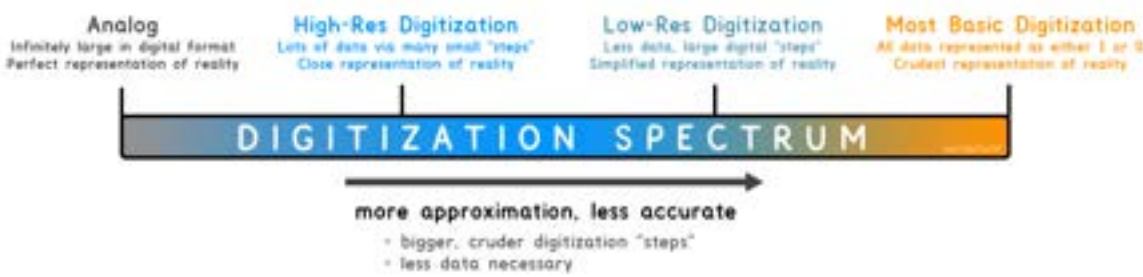 Analog
Infinitely large in digital format
Perfect representation of reality
High-Res Digitization
Lots of data via many small "steps"
Close representation of reality
Low-Res Digitization
Less data, large digital "steps"
Simplified representation of reality
Most Basic Digitization
All data represented as either 1 or 0
Crudest representation of reality
DIGITIZATION SPECTRUM
more approximation, less accurate
• bigger, cruder digitization "steps"
• less data necessary